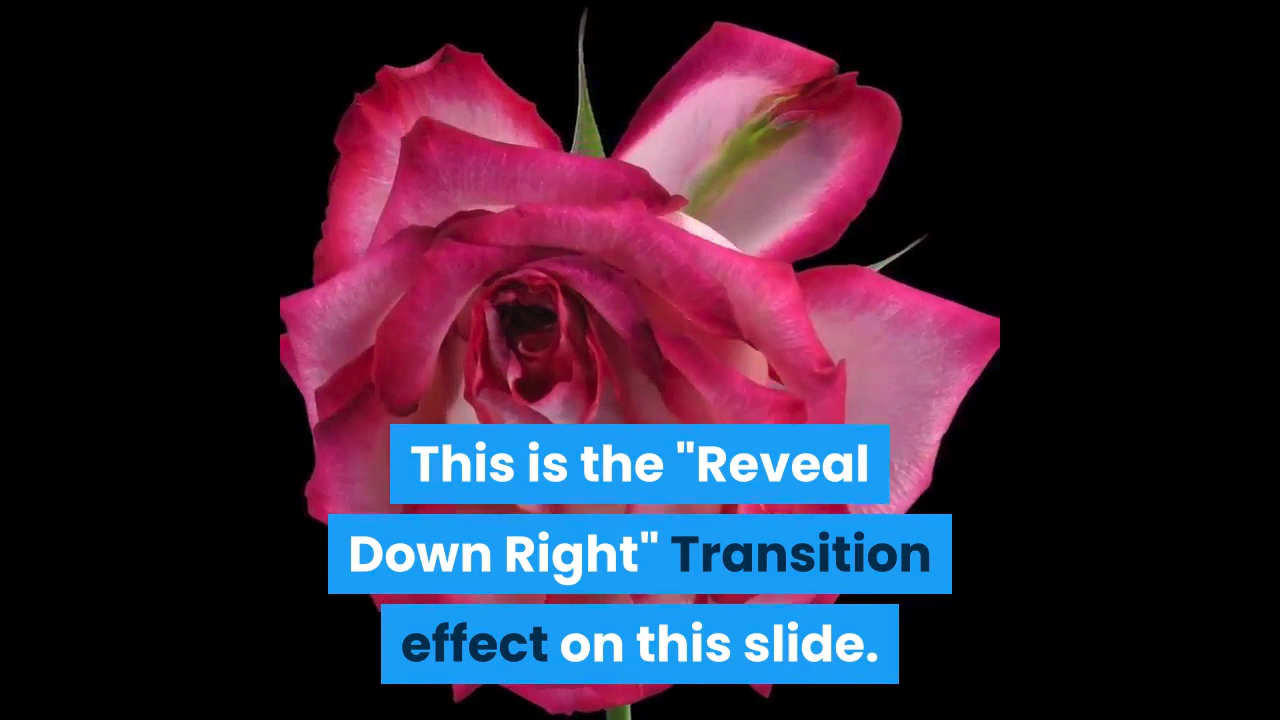 This is the "Reveal
Down Right" Transition
effect on this slide.